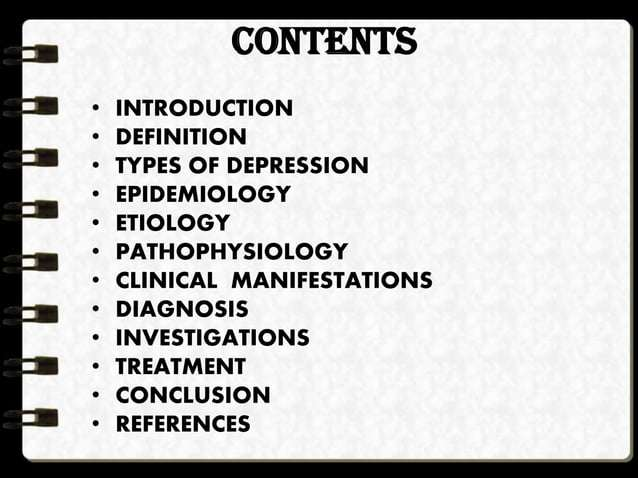 CONTENTS
• INTRODUCTION
• DEFINITION
• TYPES OF DEPRESSION
• EPIDEMIOLOGY
• ETIOLOGY
• PATHOPHYSIOLOGY
• CLINICAL MANIFESTATIONS
• DIAGNOSIS
• INVESTIGATIONS
• TREATMENT
• CONCLUSION
• REFERENCES